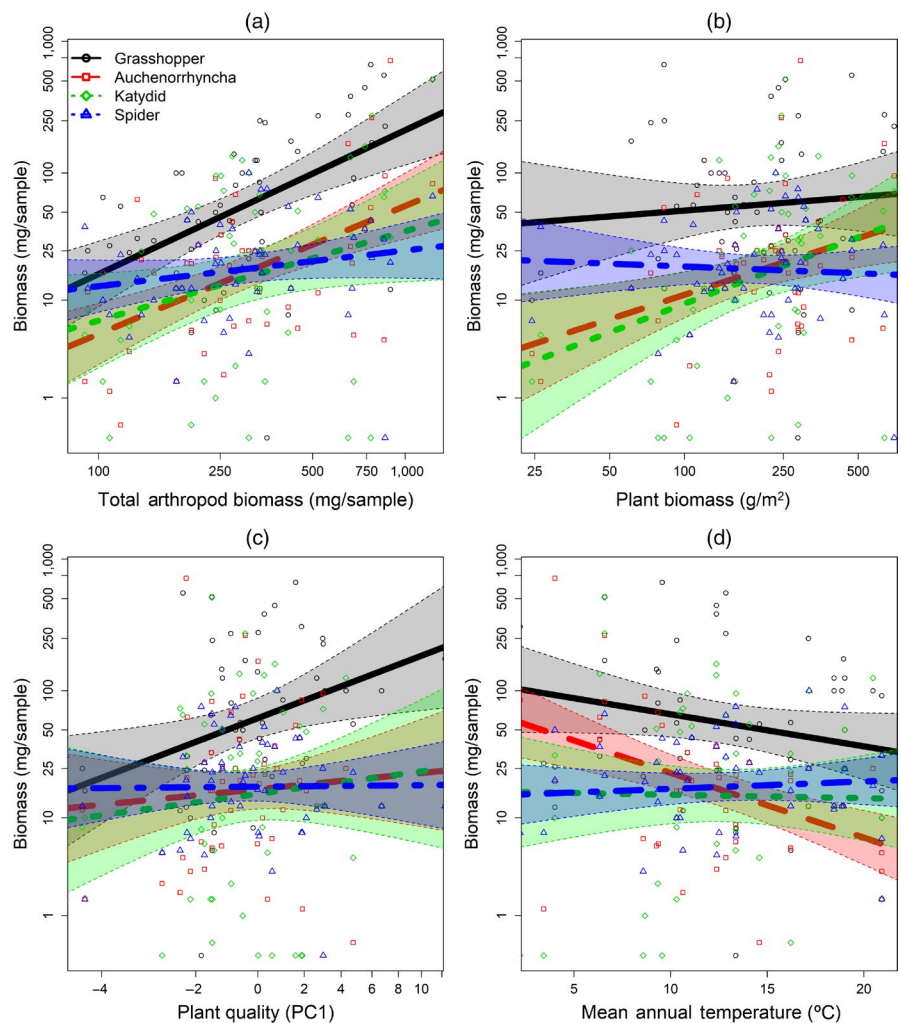 (a)
Biomass (mg/sample)
1,000
500
250
100
50
25
10
1
Grasshopper
Auchenorrhyncha
Katydid
Spider
100 250 500 750 1,000
Total arthropod biomass (mg/sample)
(b)
Biomass (mg/sample)
1,000
500
250
100
50
25
10
1
25 50 100 250 500
Plant biomass (g/m²)
(c)
Biomass (mg/sample)
1,000
500
250
100
50
25
10
1
–4 –2 0 2 4 6 8 10
Plant quality (PC1)
(d)
Biomass (mg/sample)
1,000
500
250
100
50
25
10
1
5 10 15 20
Mean annual temperature (ºC)